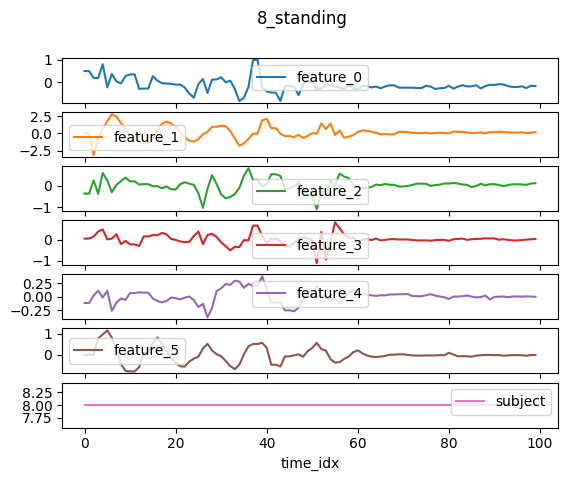 8_standing
1
0
feature_0
2.5
0.0
−2.5
feature_1
0
−1
feature_2
0
−1
feature_3
0.25
0.00
−0.25
feature_4
1
0
feature_5
8.25
8.00
7.75
subject
0 20 40 60 80 100
time_idx